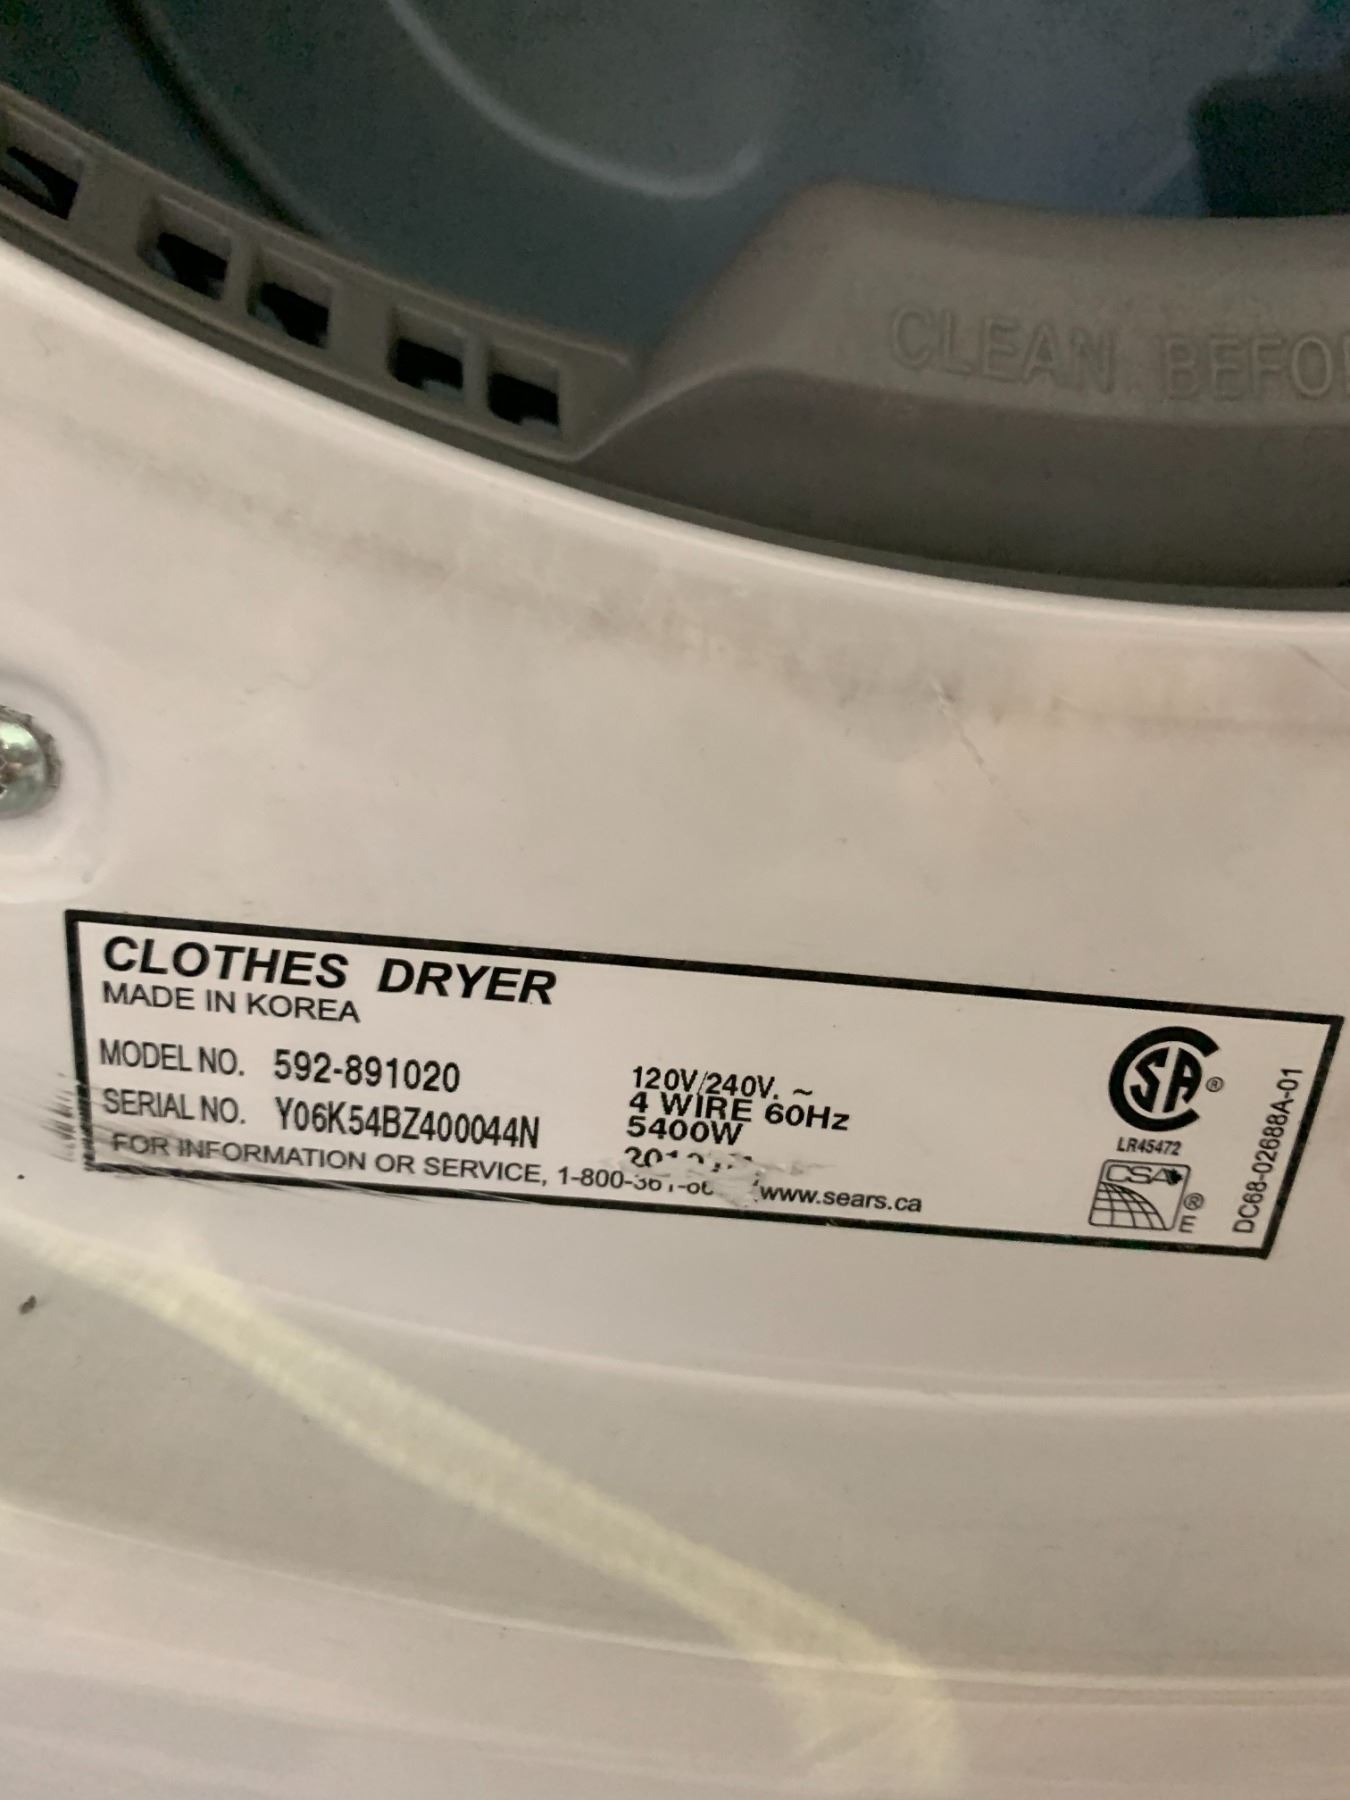 CLEAN
CLOTHES DRYER
MADE IN KOREA
MODEL NO. 592-891020
SERIAL NO. Y06K54BZ400044N
120V/240V. ~
4 WIRE 60Hz
5400W
FOR INFORMATION OR SERVICE, www.sears.ca
SA ®
LR45472
CSA ®
E
DC68-02688A-01